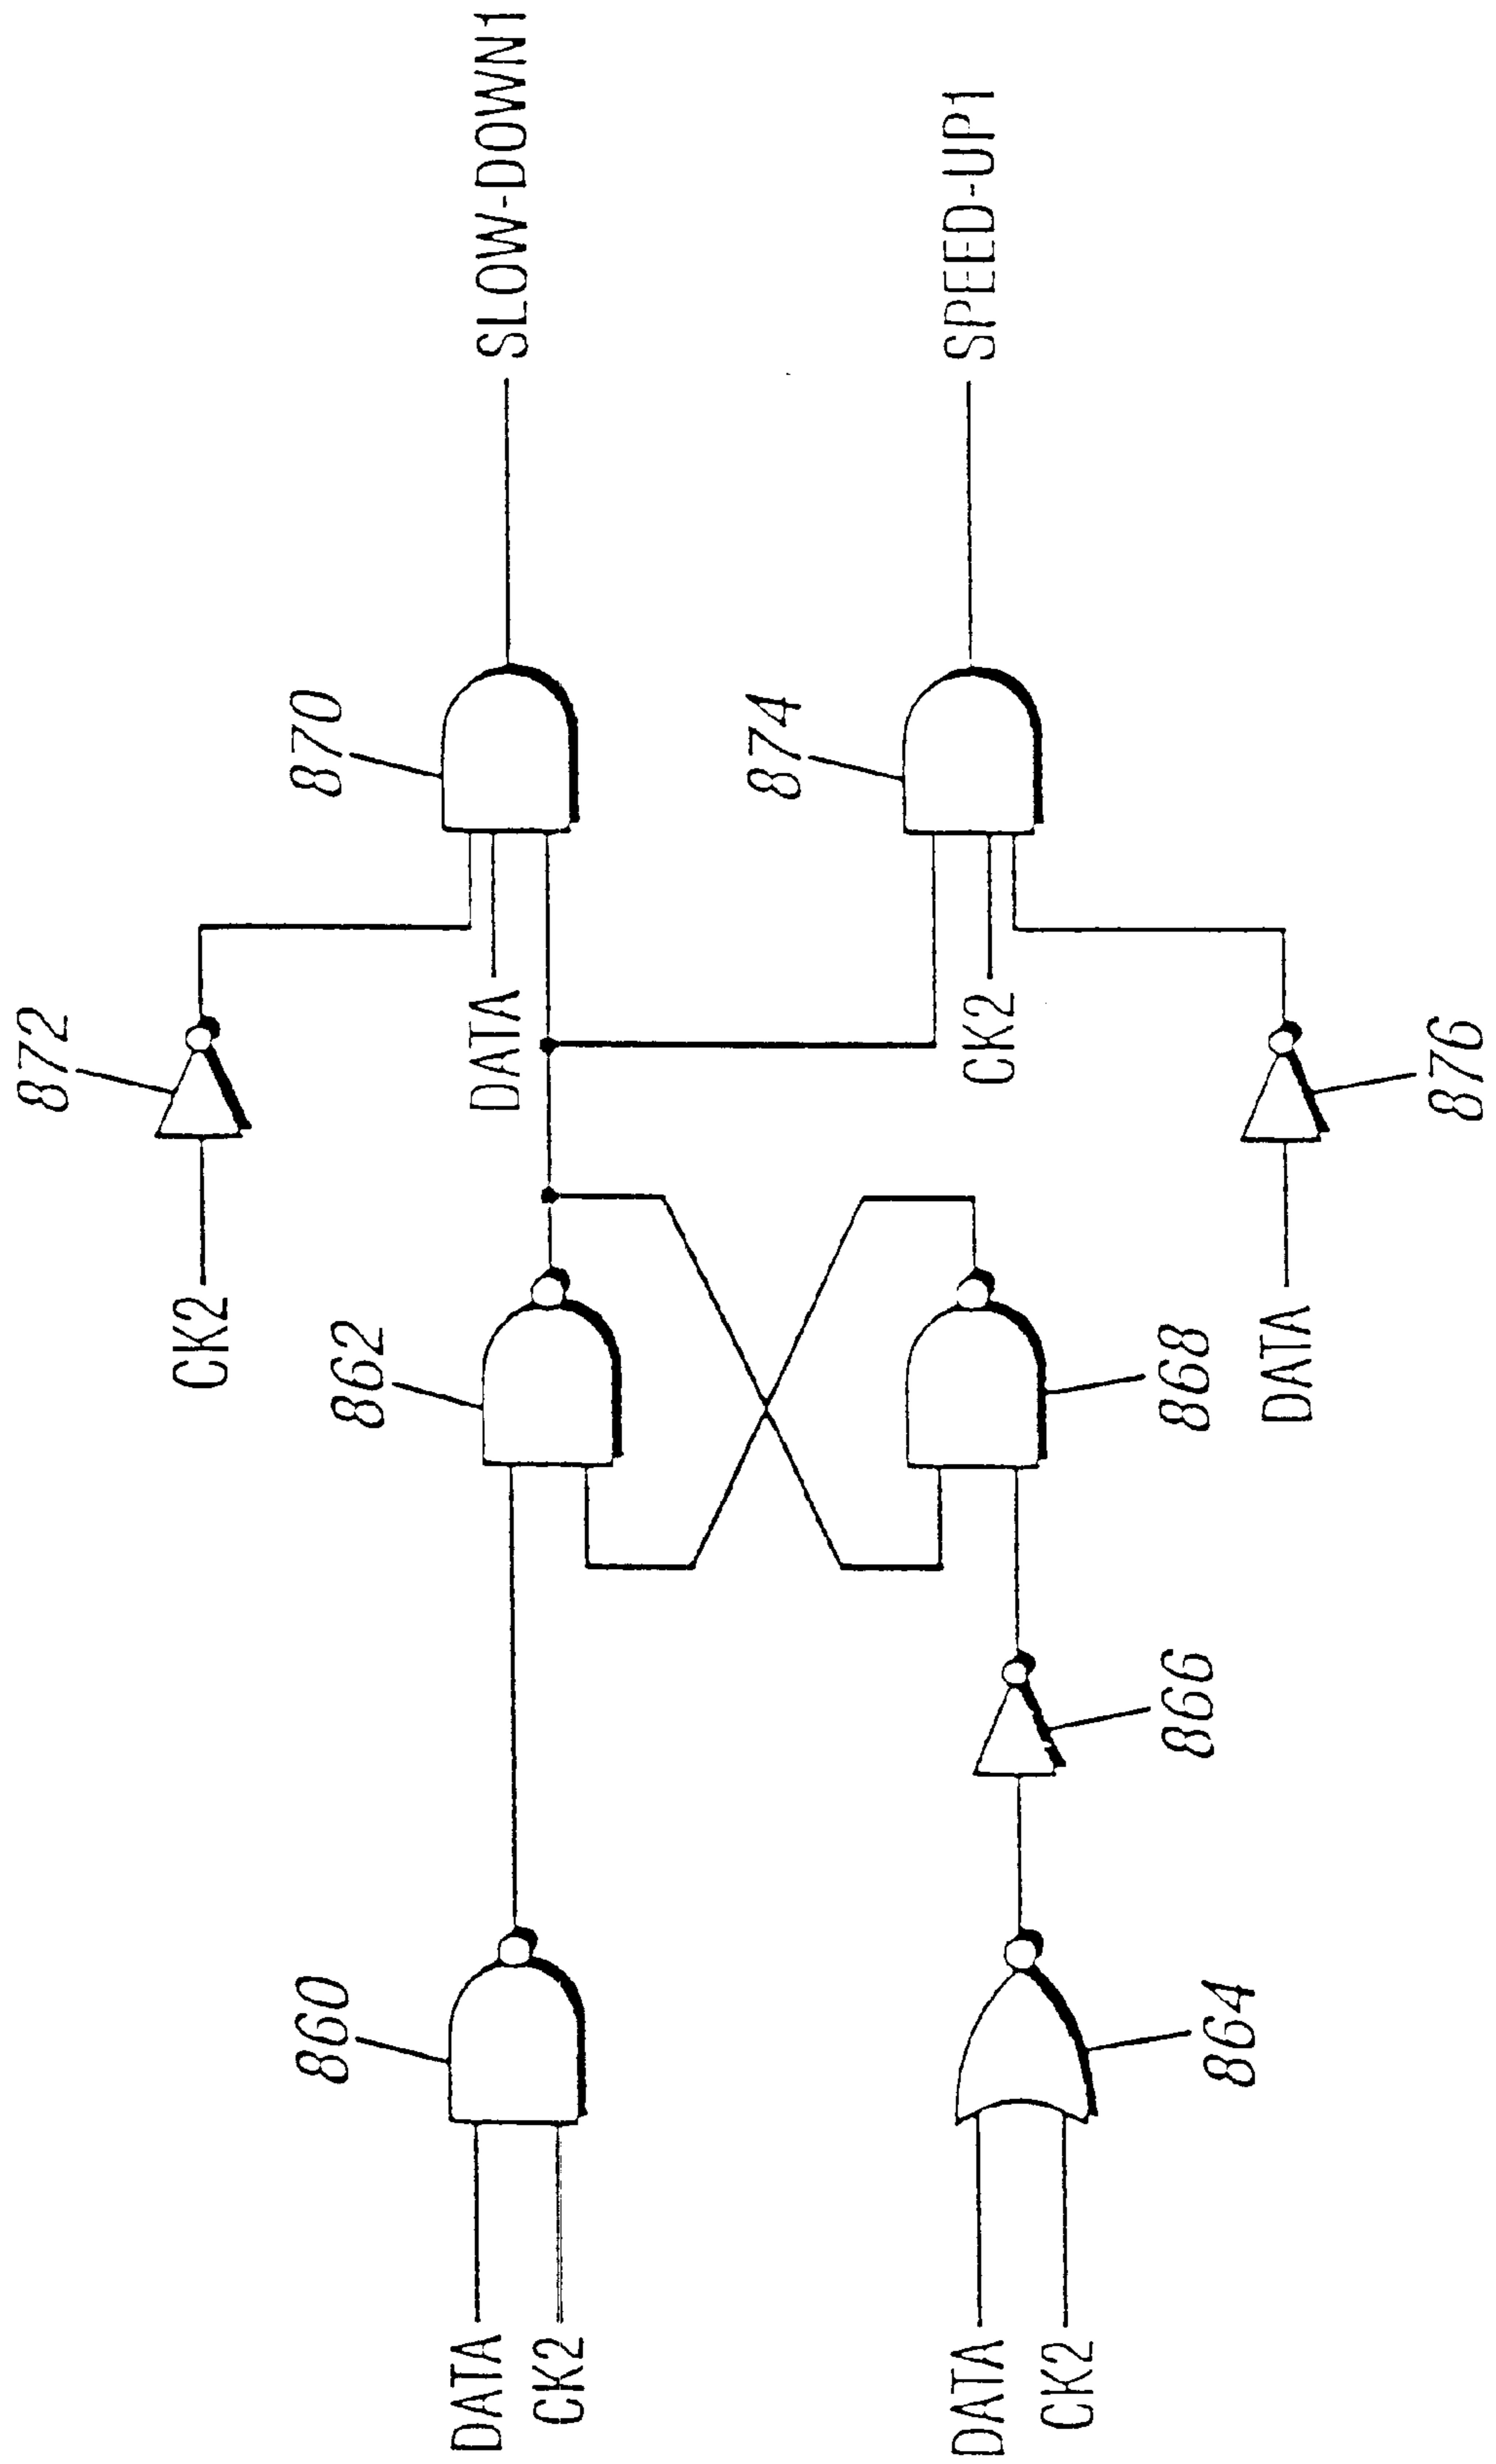 872
CK2
870
SLOW-DOWN1
DATA
862
860
DATA
CK2
874
SPEED-UP1
CK2
868
866
864
DATA
CK2
DATA
876